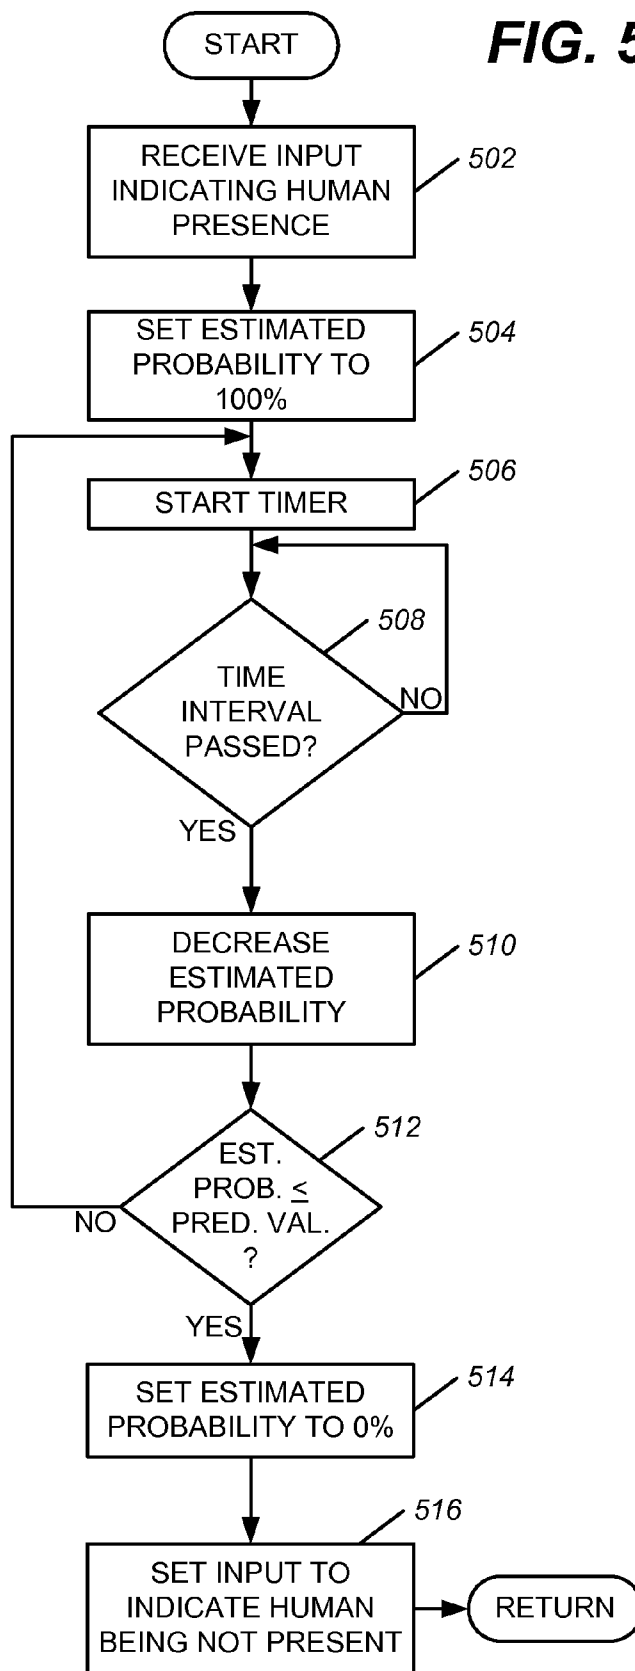 START
FIG. 5
RECEIVE INPUT
INDICATING HUMAN
PRESENCE
502
SET ESTIMATED
PROBABILITY TO
100%
504
START TIMER
506
508
TIME
INTERVAL
PASSED?
NO
YES
DECREASE
ESTIMATED
PROBABILITY
510
512
EST.
PROB. ≤
PRED. VAL.
?
NO
YES
SET ESTIMATED
PROBABILITY TO 0%
514
516
SET INPUT TO
INDICATE HUMAN
BEING NOT PRESENT
RETURN